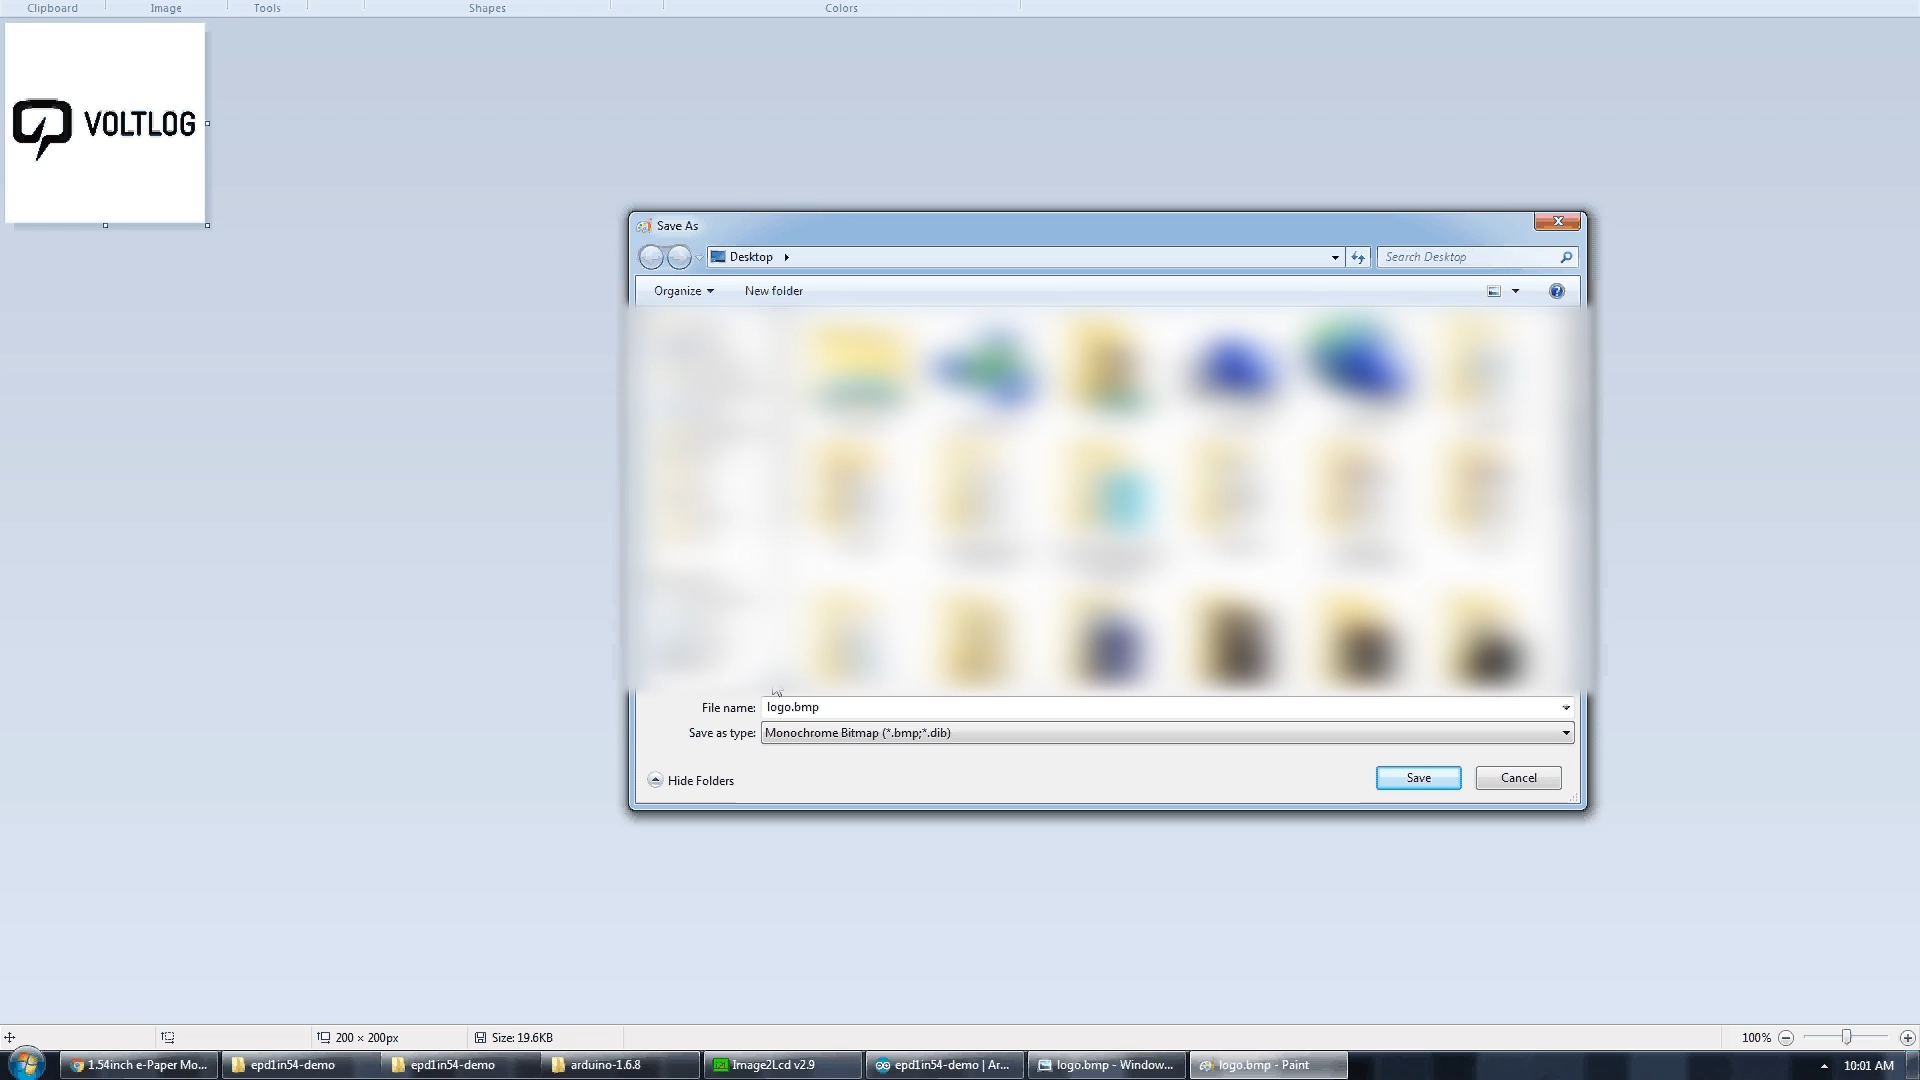 Clipboard Image Tools Shapes Colors
VOLTLOG
Save As
Desktop
Search Desktop
Organize New folder
File name: logo.bmp
Save as type: Monochrome Bitmap (*.bmp;*.dib)
Hide Folders Save Cancel
200 × 200px Size: 19.6KB 100%
1.54inch e-Paper Mo... epd1in54-demo epd1in54-demo arduino-1.6.8 Image2Lcd v2.9 epd1in54-demo | Ar... logo.bmp - Window... logo.bmp - Paint 10:01 AM